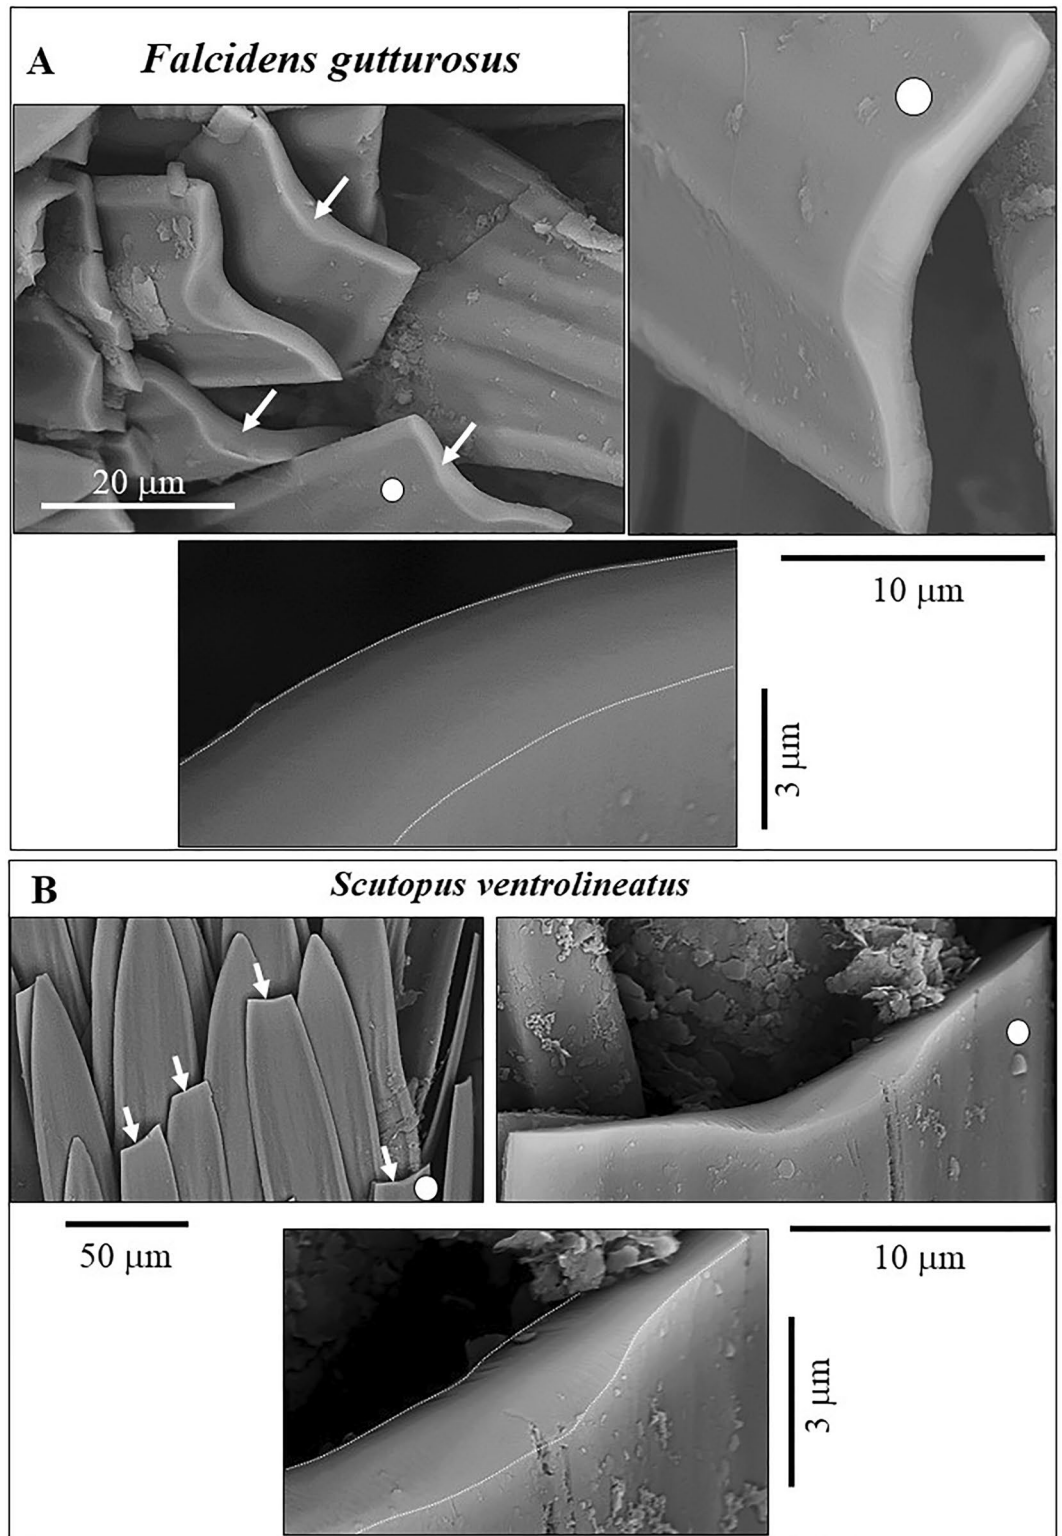 A
Falcidens gutturosus
20 μm
10 μm
3 μm
B
Scutopus ventrolineatus
50 μm
10 μm
3 μm